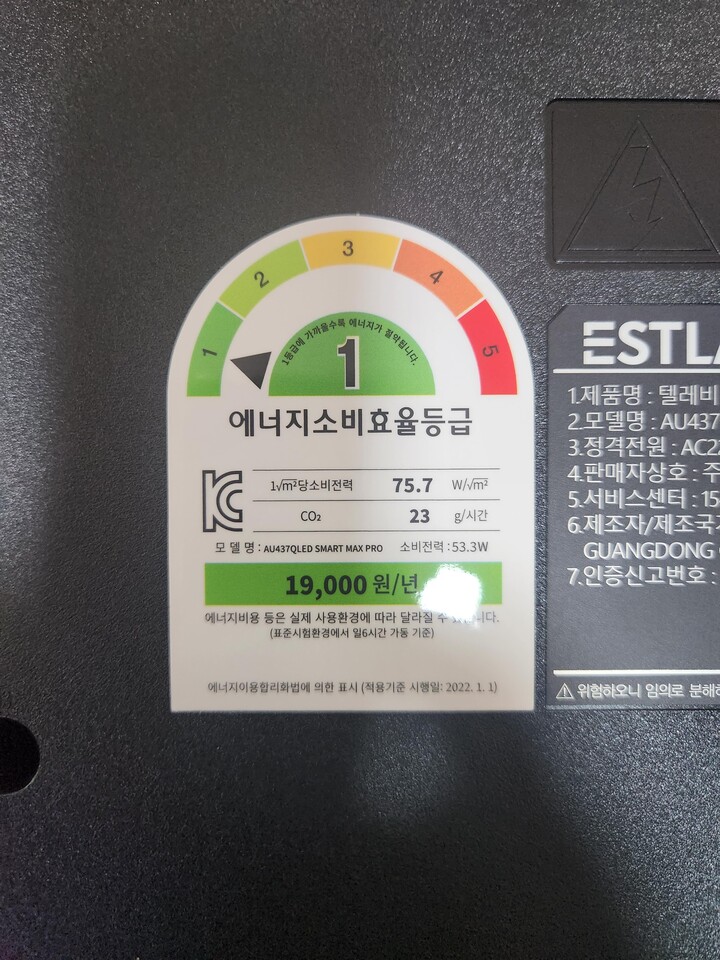 1 2 3 4 5
1등급에 가까울수록 에너지가 절약됩니다.
1
에너지소비효율등급
1√m²당소비전력 75.7 W/√m²
CO₂ 23 g/시간
모 델 명 : AU437QLED SMART MAX PRO 소비전력 : 53.3W
19,000 원/년
에너지비용 등은 실제 사용환경에 따라 달라질 수 있습니다.
(표준시험환경에서 일6시간 가동 기준)
에너지이용합리화법에 의한 표시 (적용기준 시행일: 2022. 1. 1)
ESTLA
1.제품명 : 텔레비
2.모델명 : AU437
3.정격전원 : AC22
4.판매자상호 : 주
5.서비스센터 : 15
6.제조자/제조국
GUANGDONG
7.인증신고번호 :
⚠ 위험하오니 임의로 분해